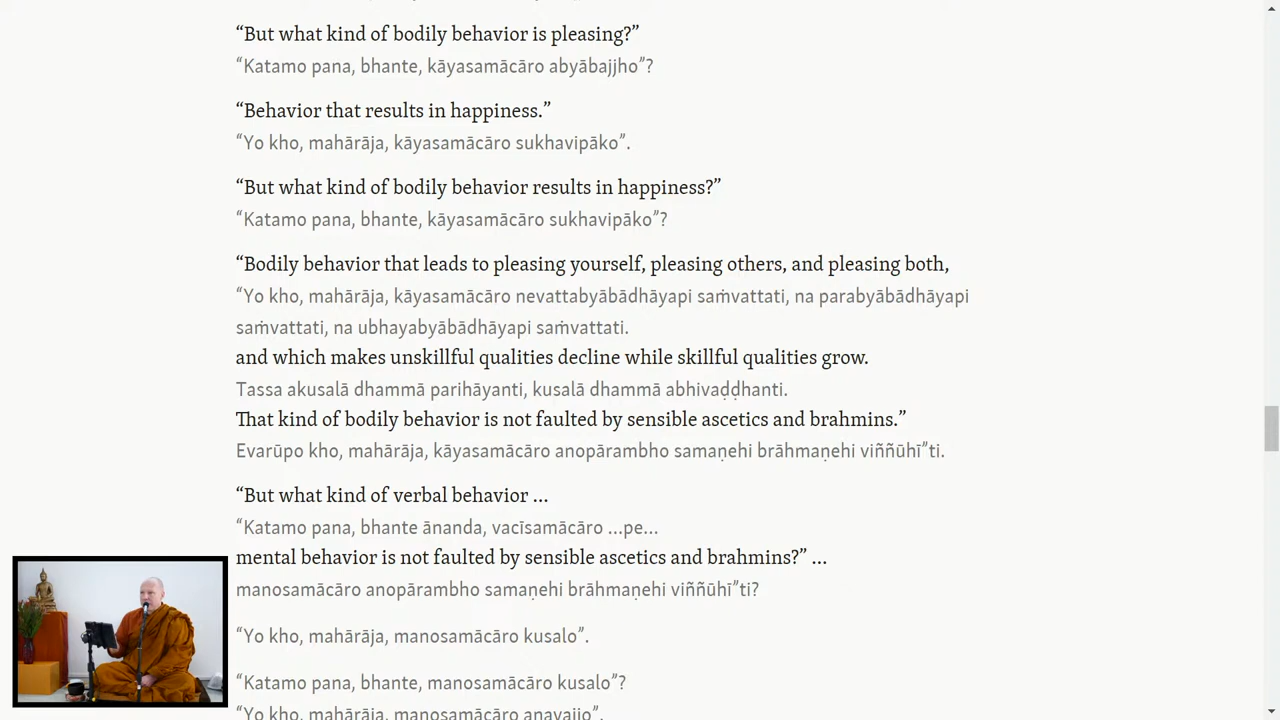 “But what kind of bodily behavior is pleasing?”
“Katamo pana, bhante, kāyasamācāro abyābajjho”?
“Behavior that results in happiness.”
“Yo kho, mahārāja, kāyasamācāro sukhavipāko”.
“But what kind of bodily behavior results in happiness?”
“Katamo pana, bhante, kāyasamācāro sukhavipāko”?
“Bodily behavior that leads to pleasing yourself, pleasing others, and pleasing both,
“Yo kho, mahārāja, kāyasamācāro nevattabyābādhāyapi saṁvattati, na parabyābādhāyapi
saṁvattati, na ubhayabyābādhāyapi saṁvattati.
and which makes unskillful qualities decline while skillful qualities grow.
Tassa akusalā dhammā parihāyanti, kusalā dhammā abhivaḍḍhanti.
That kind of bodily behavior is not faulted by sensible ascetics and brahmins.”
Evarūpo kho, mahārāja, kāyasamācāro anopārambho samaṇehi brāhmaṇehi viññūhī”ti.
“But what kind of verbal behavior …
“Katamo pana, bhante ānanda, vacīsamācāro …pe…
mental behavior is not faulted by sensible ascetics and brahmins?” …
manosamācāro anopārambho samaṇehi brāhmaṇehi viññūhī”ti?
“Yo kho, mahārāja, manosamācāro kusalo”.
“Katamo pana, bhante, manosamācāro kusalo”?
“Yo kho, mahārāja, manosamācāro anavajjo”.